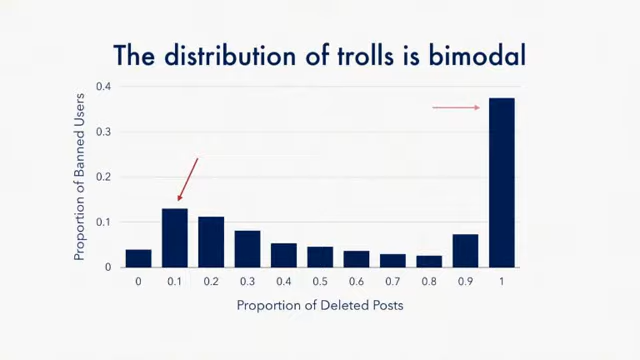 The distribution of trolls is bimodal
Proportion of Banned Users
0.4
0.3
0.2
0.1
0
0 0.1 0.2 0.3 0.4 0.5 0.6 0.7 0.8 0.9 1
Proportion of Deleted Posts